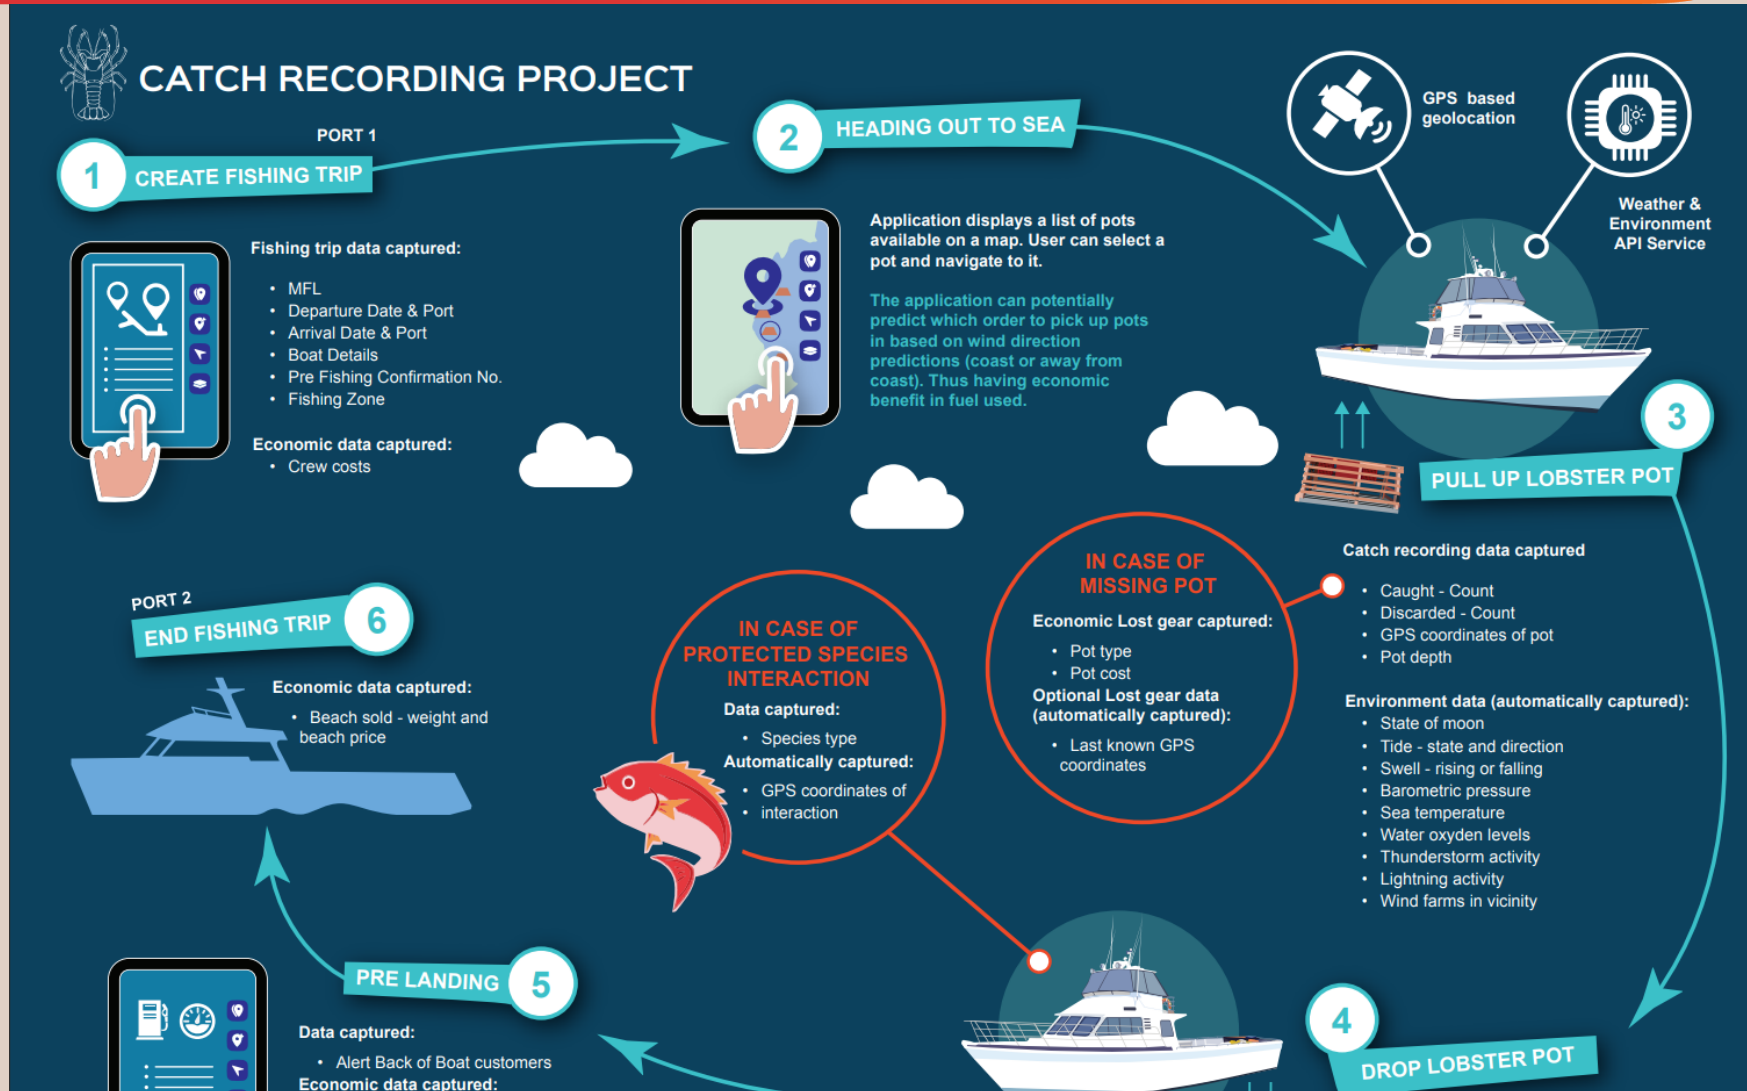 CATCH RECORDING PROJECT
PORT 1
1
CREATE FISHING TRIP
Fishing trip data captured:
• MFL
• Departure Date & Port
• Arrival Date & Port
• Boat Details
• Pre Fishing Confirmation No.
• Fishing Zone
Economic data captured:
• Crew costs
2
HEADING OUT TO SEA
Application displays a list of pots
available on a map. User can select a
pot and navigate to it.
The application can potentially
predict which order to pick up pots
in based on wind direction
predictions (coast or away from
coast). Thus having economic
benefit in fuel used.
GPS based
geolocation
Weather &
Environment
API Service
3
PULL UP LOBSTER POT
Catch recording data captured
• Caught - Count
• Discarded - Count
• GPS coordinates of pot
• Pot depth
Environment data (automatically captured):
• State of moon
• Tide - state and direction
• Swell - rising or falling
• Barometric pressure
• Sea temperature
• Water oxyden levels
• Thunderstorm activity
• Lightning activity
• Wind farms in vicinity
IN CASE OF
MISSING POT
Economic Lost gear captured:
• Pot type
• Pot cost
Optional Lost gear data
(automatically captured):
• Last known GPS
coordinates
IN CASE OF
PROTECTED SPECIES
INTERACTION
Data captured:
• Species type
Automatically captured:
• GPS coordinates of
• interaction
4
DROP LOBSTER POT
5
PRE LANDING
Data captured:
• Alert Back of Boat customers
Economic data captured:
PORT 2
6
END FISHING TRIP
Economic data captured:
• Beach sold - weight and
beach price